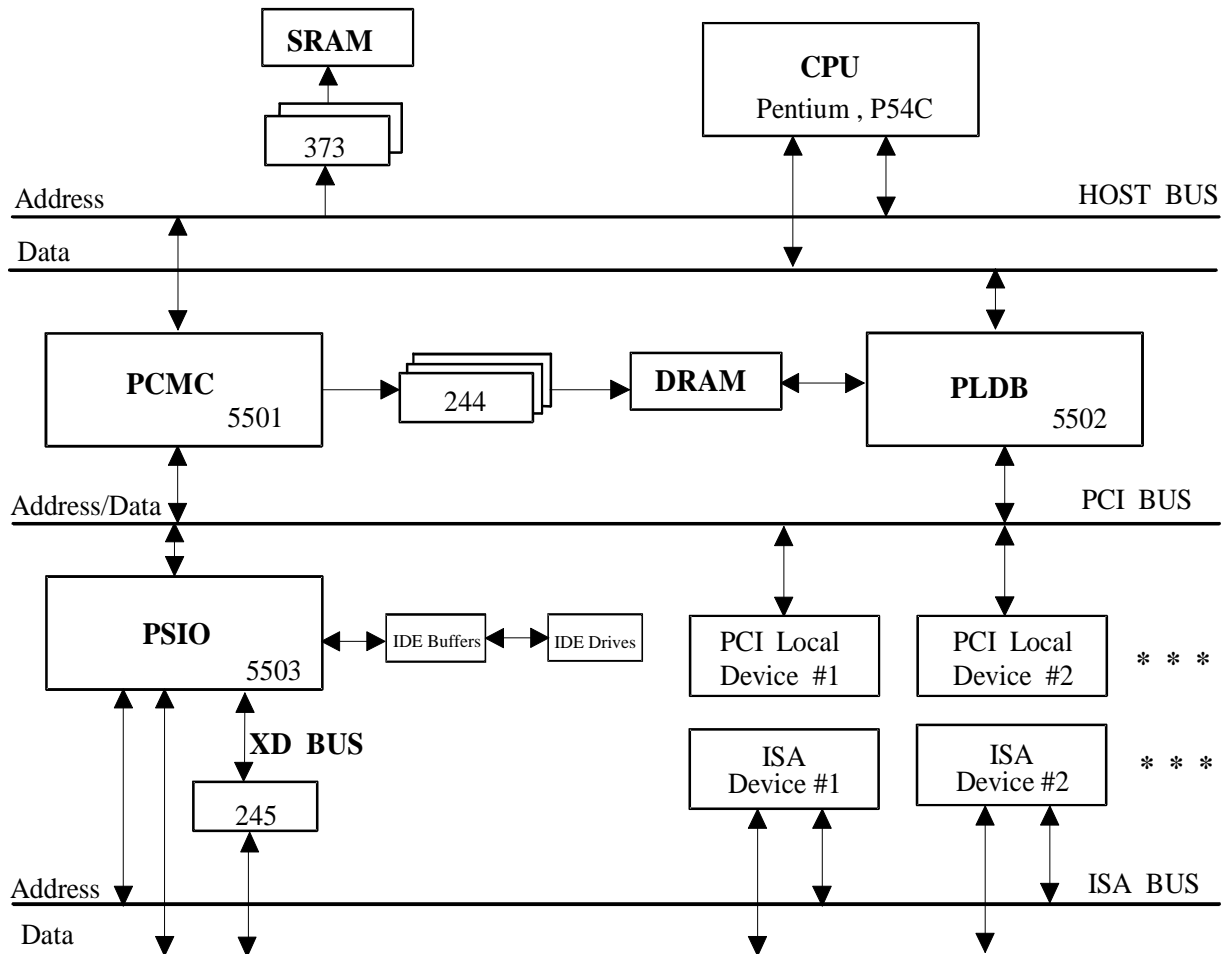 SRAM
CPU
Pentium , P54C
373
Address
HOST BUS
Data
PCMC
5501
244
DRAM
PLDB
5502
Address/Data
PCI BUS
PSIO
5503
IDE Buffers
IDE Drives
PCI Local
Device #1
PCI Local
Device #2
* * *
XD BUS
245
ISA
Device #1
ISA
Device #2
* * *
Address
ISA BUS
Data